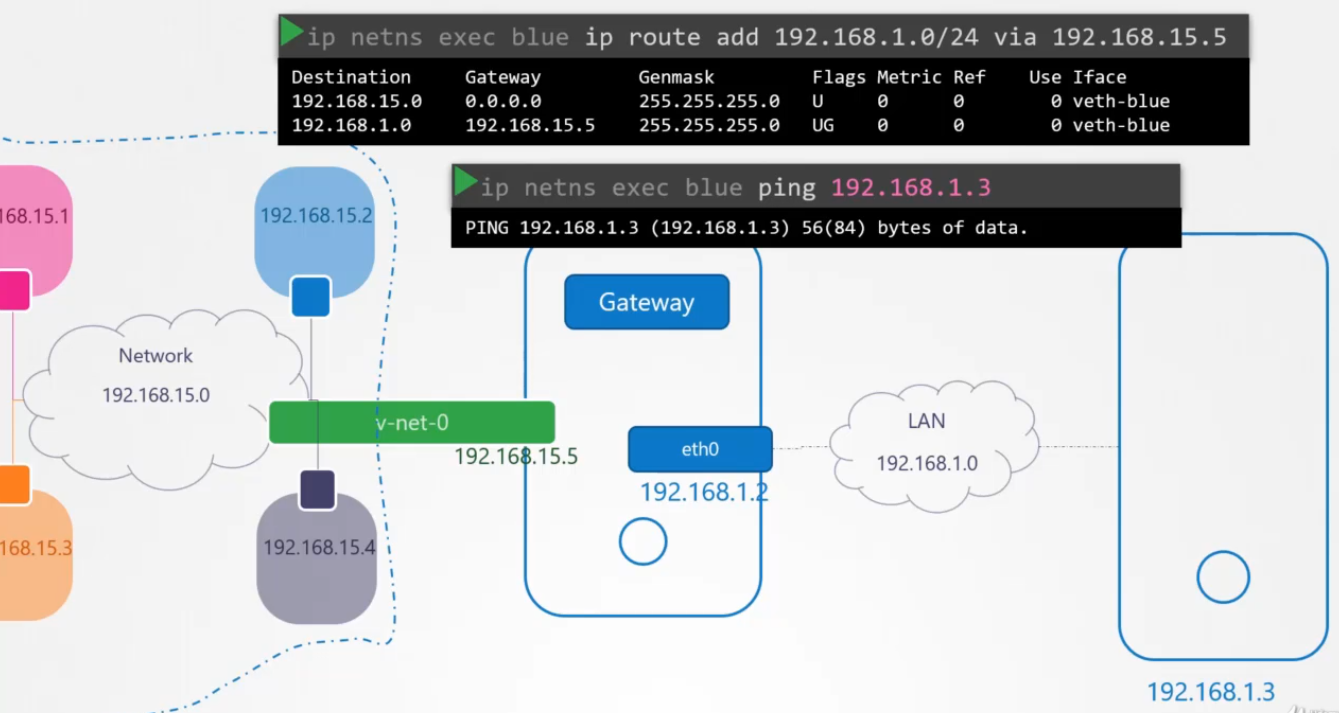 ip netns exec blue ip route add 192.168.1.0/24 via 192.168.15.5
Destination Gateway Genmask Flags Metric Ref Use Iface
192.168.15.0 0.0.0.0 255.255.255.0 U 0 0 0 veth-blue
192.168.1.0 192.168.15.5 255.255.255.0 UG 0 0 0 veth-blue
ip netns exec blue ping 192.168.1.3
PING 192.168.1.3 (192.168.1.3) 56(84) bytes of data.
168.15.1
192.168.15.2
Gateway
Network
192.168.15.0
v-net-0
192.168.15.5
eth0
192.168.1.2
LAN
192.168.1.0
168.15.3
192.168.15.4
192.168.1.3